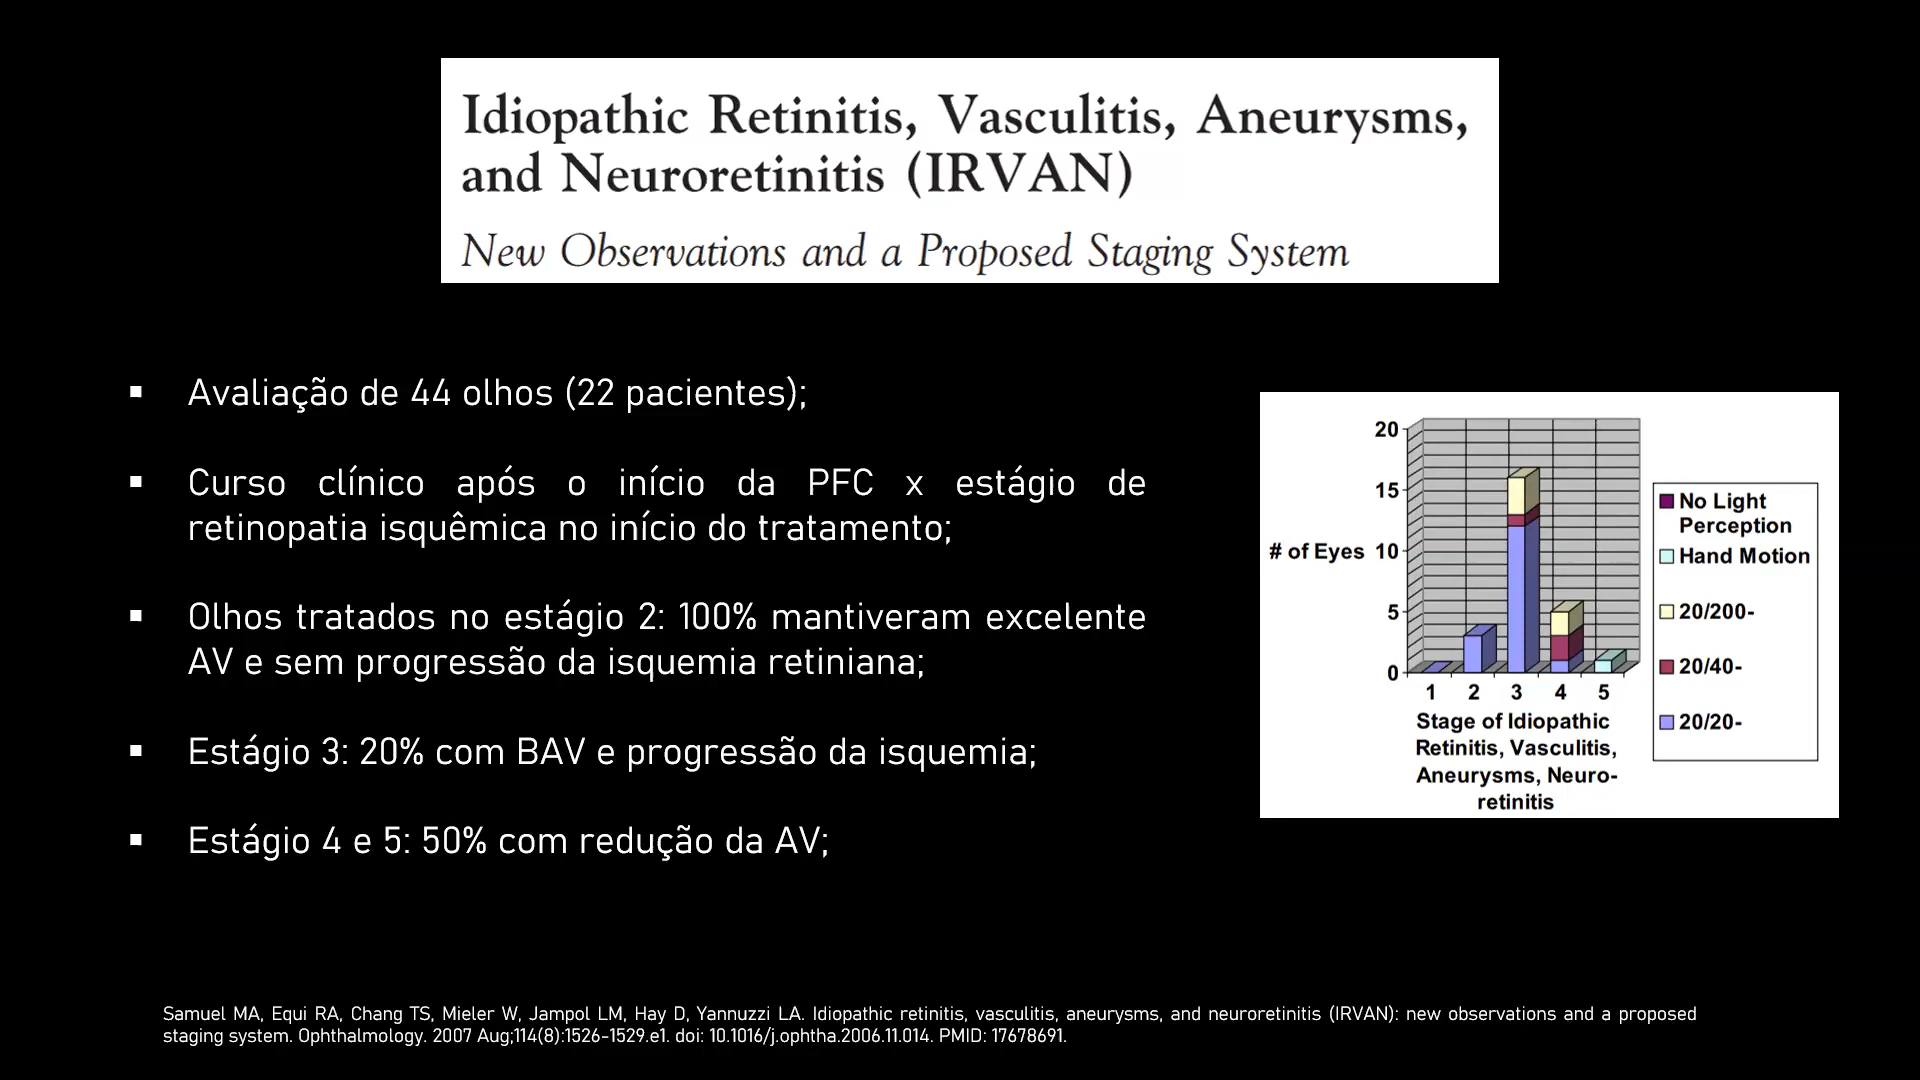 Idiopathic Retinitis, Vasculitis, Aneurysms,
and Neuroretinitis (IRVAN)
New Observations and a Proposed Staging System
▪ Avaliação de 44 olhos (22 pacientes);
▪ Curso clínico após o início da PFC x estágio de
retinopatia isquêmica no início do tratamento;
▪ Olhos tratados no estágio 2: 100% mantiveram excelente
AV e sem progressão da isquemia retiniana;
▪ Estágio 3: 20% com BAV e progressão da isquemia;
▪ Estágio 4 e 5: 50% com redução da AV;
20
15
# of Eyes 10
5
0
1 2 3 4 5
Stage of Idiopathic
Retinitis, Vasculitis,
Aneurysms, Neuro-
retinitis
No Light
Perception
Hand Motion
20/200-
20/40-
20/20-
Samuel MA, Equi RA, Chang TS, Mieler W, Jampol LM, Hay D, Yannuzzi LA. Idiopathic retinitis, vasculitis, aneurysms, and neuroretinitis (IRVAN): new observations and a proposed
staging system. Ophthalmology. 2007 Aug;114(8):1526-1529.e1. doi: 10.1016/j.ophtha.2006.11.014. PMID: 17678691.